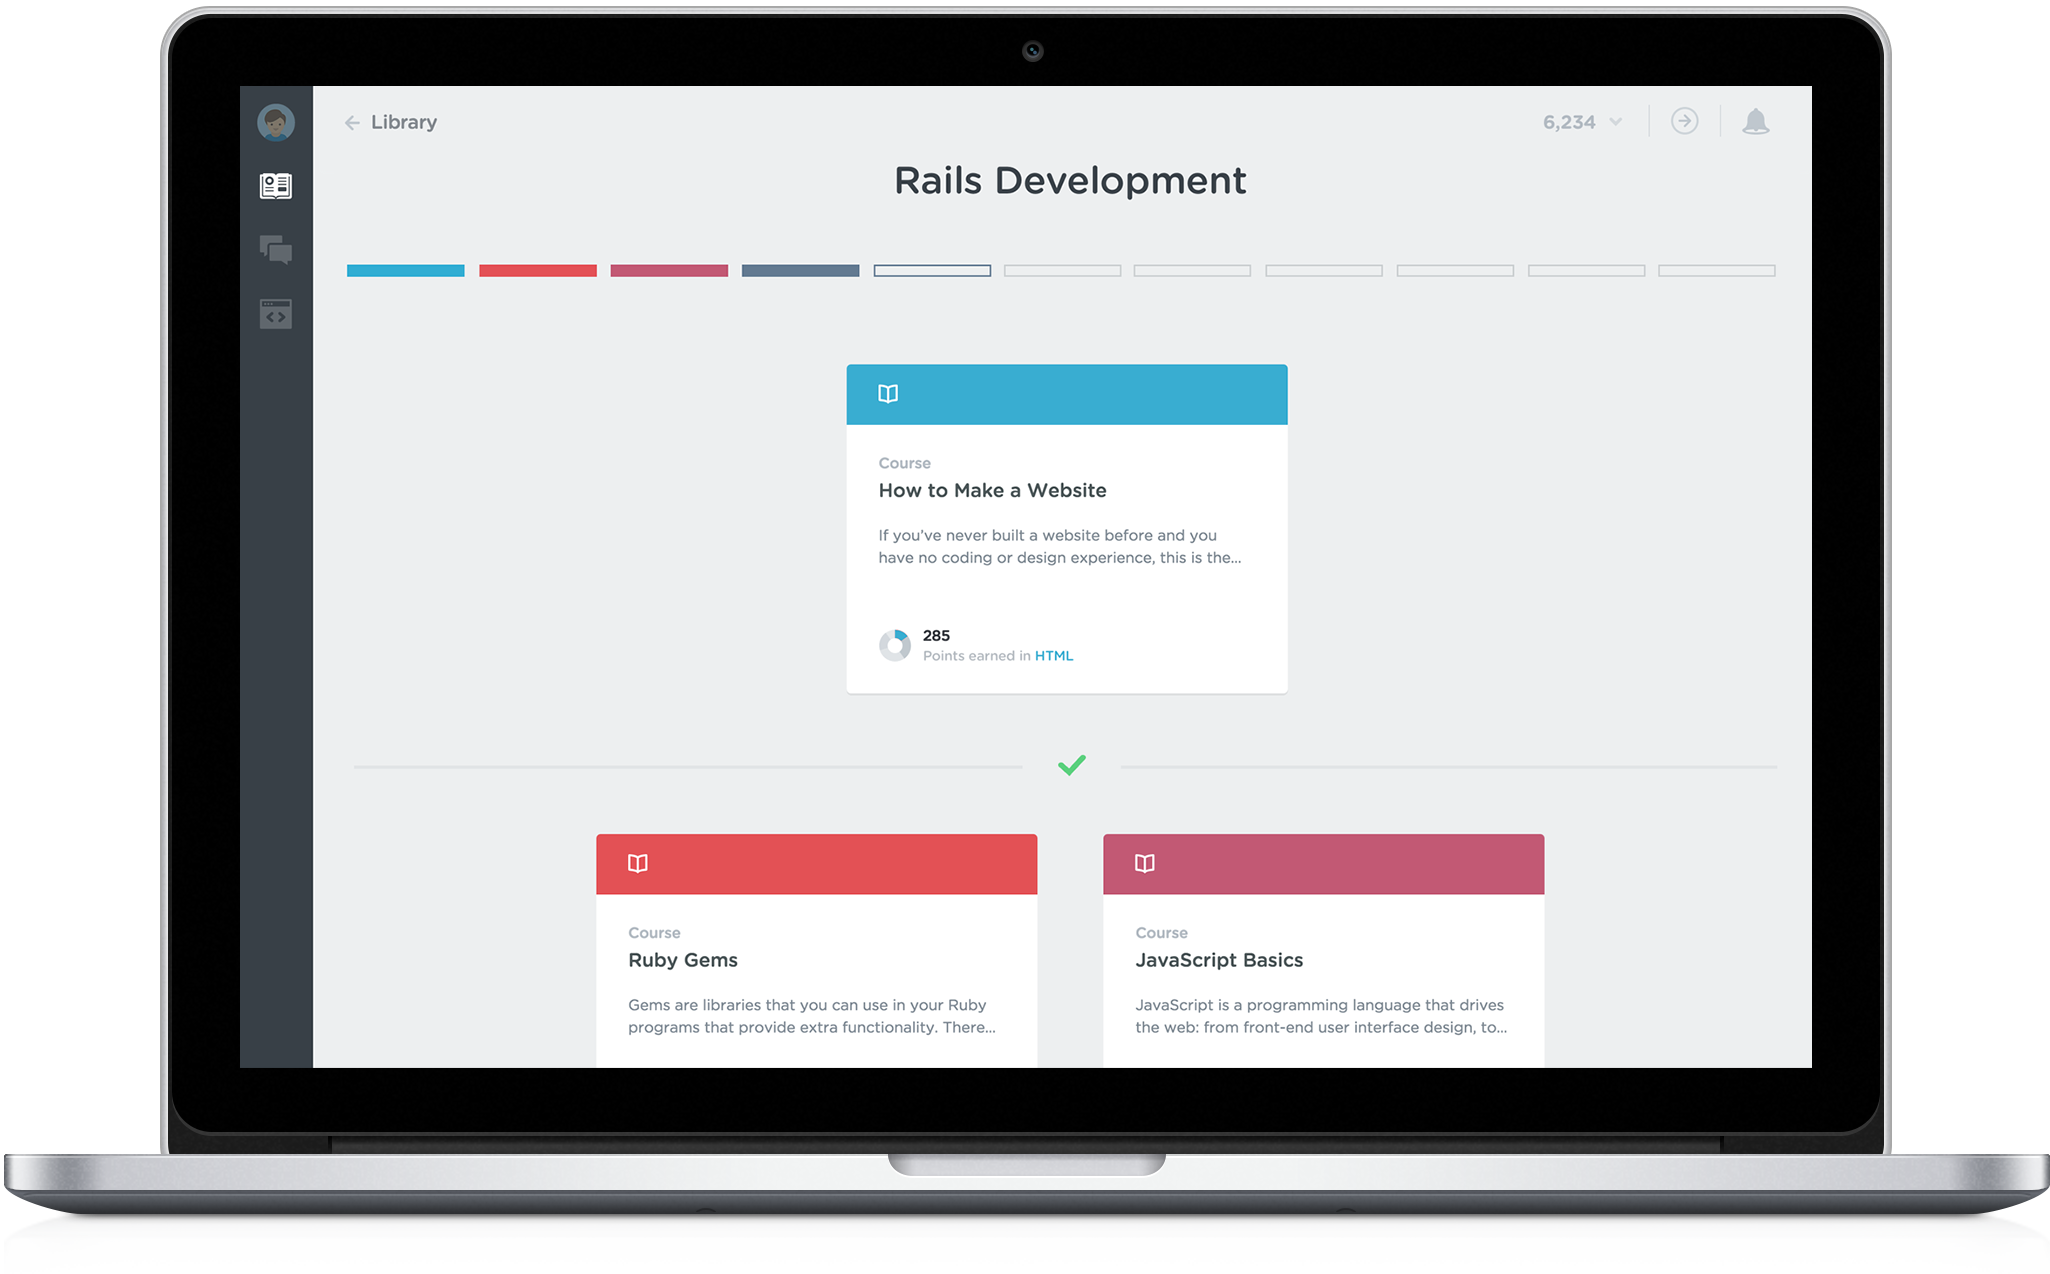 Library
6,234
Rails Development
Course
How to Make a Website
If you've never built a website before and you
have no coding or design experience, this is the...
285
Points earned in HTML
Course
Ruby Gems
Gems are libraries that you can use in your Ruby
programs that provide extra functionality. There...
Course
JavaScript Basics
JavaScript is a programming language that drives
the web: from front-end user interface design, to...